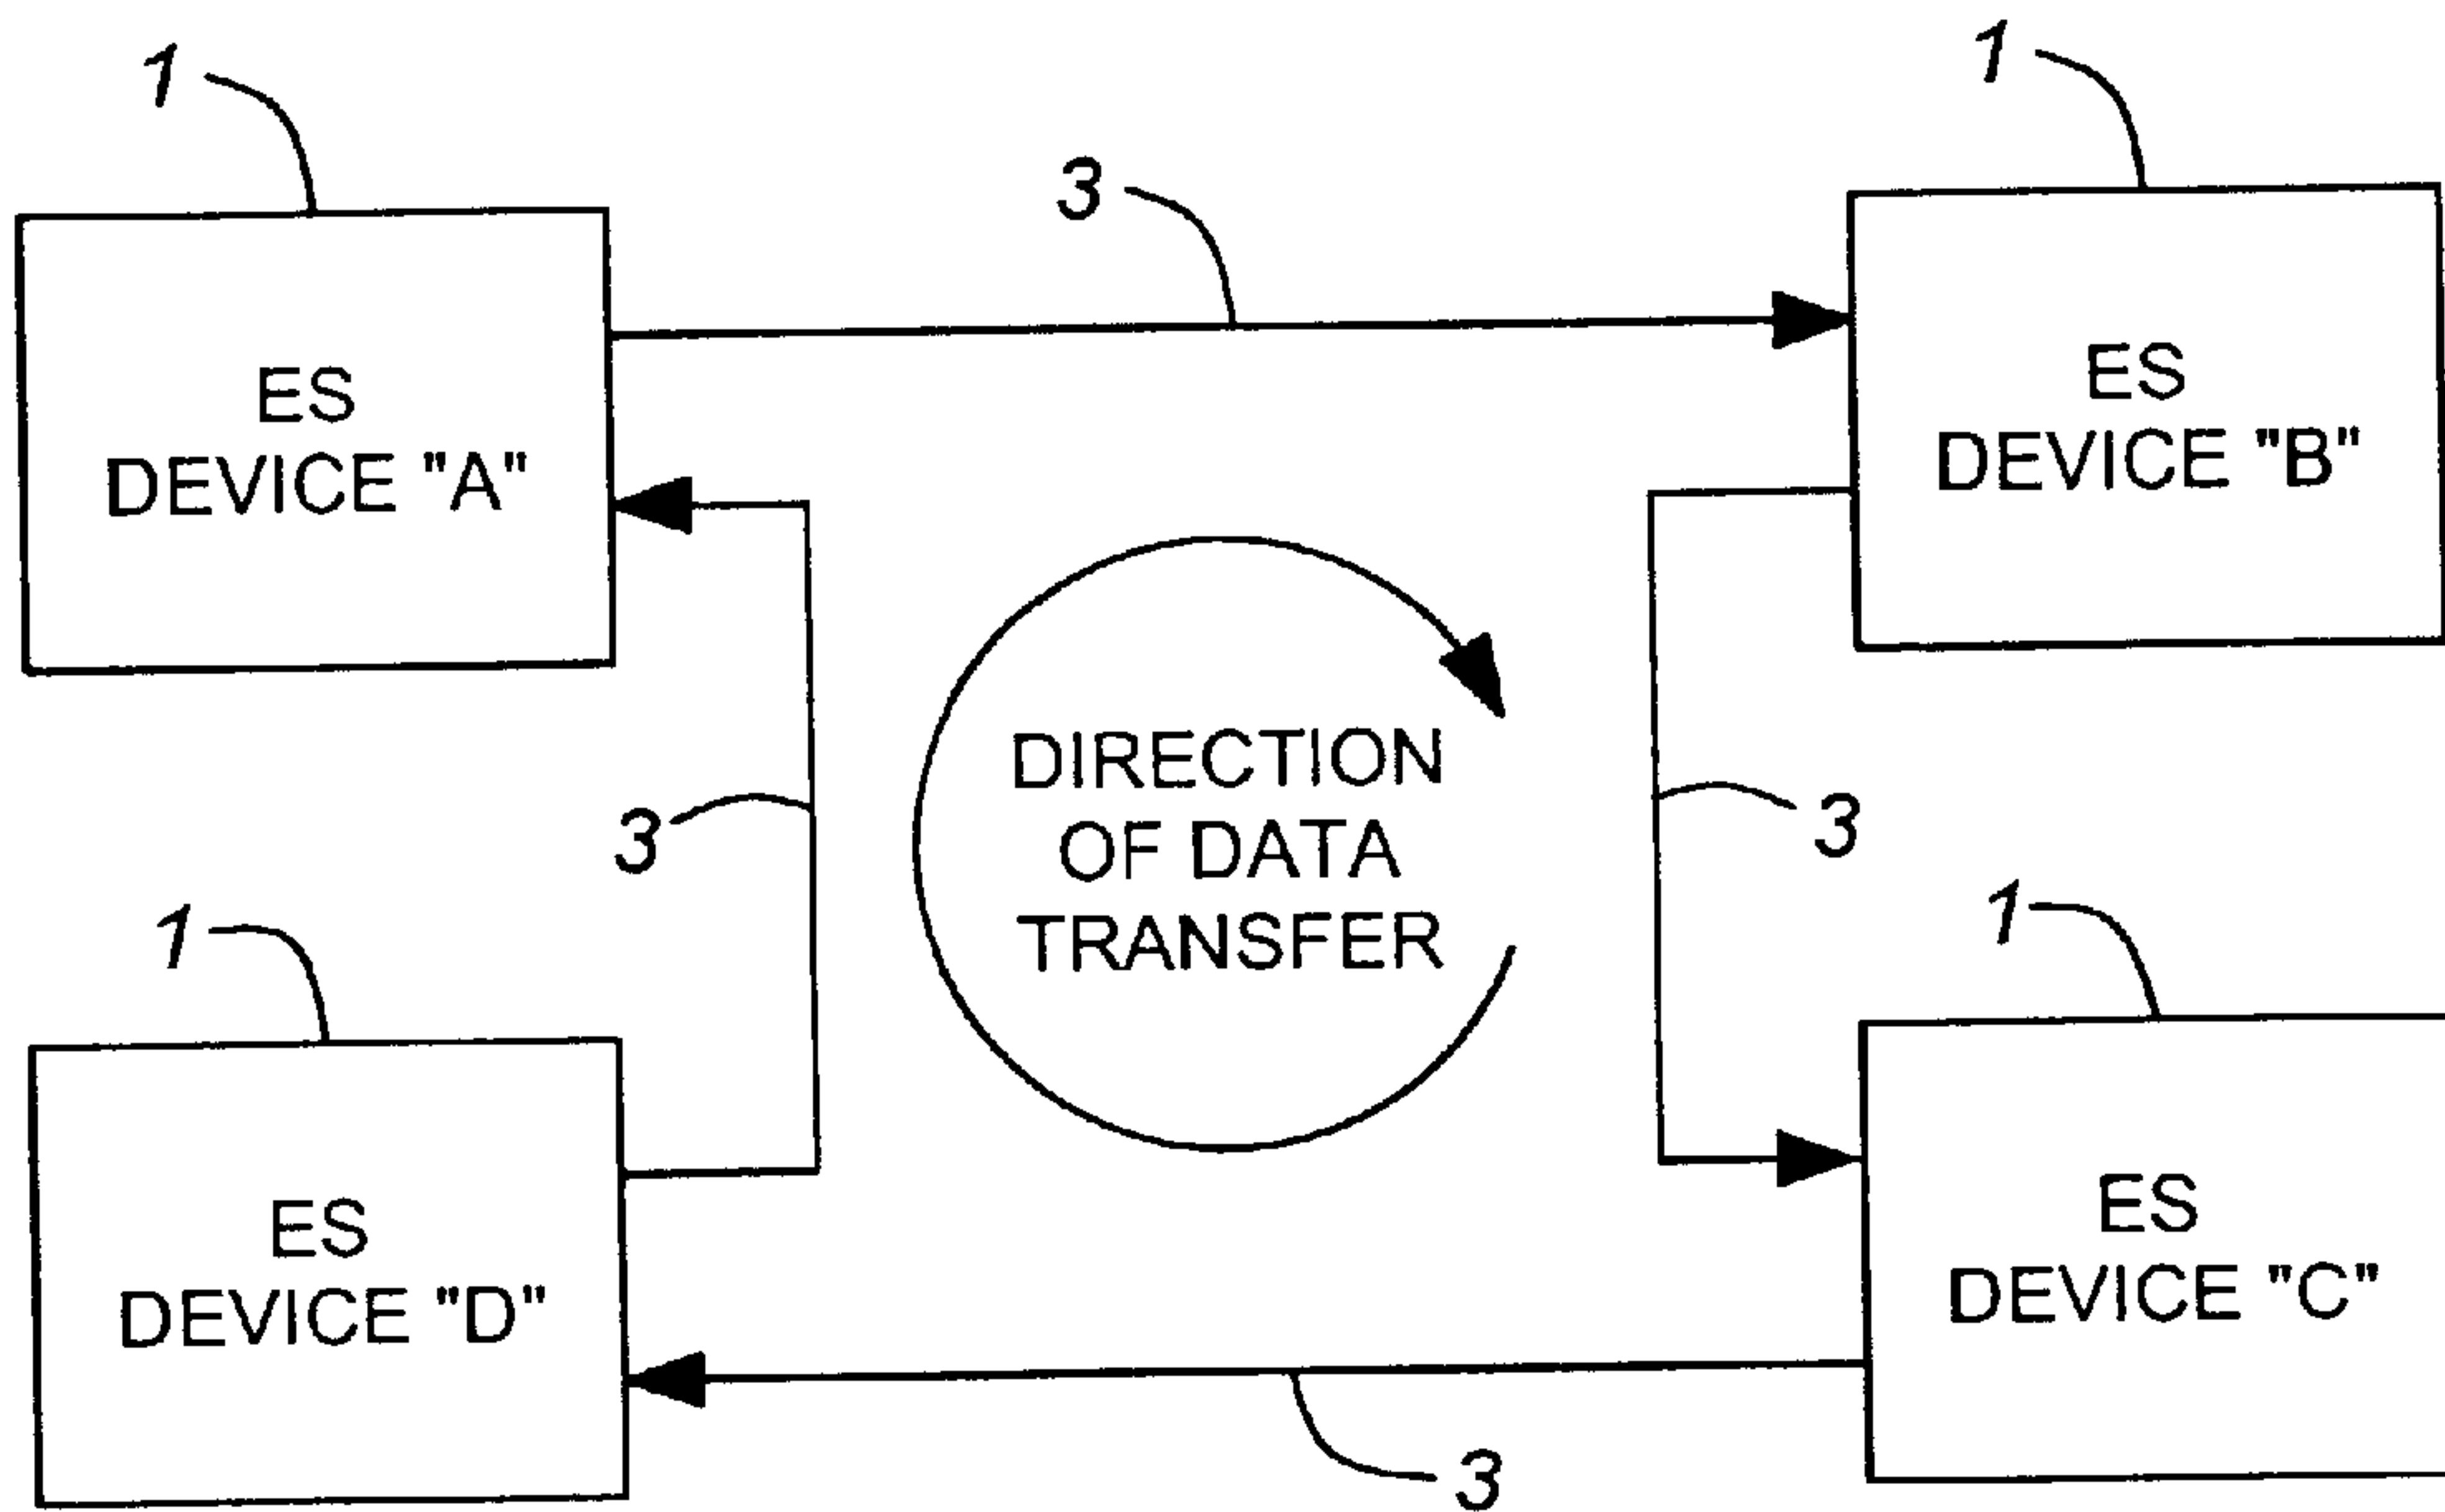 1
1
3
ES
DEVICE "A"
ES
DEVICE "B"
DIRECTION
OF DATA
TRANSFER
3
3
1
1
ES
DEVICE "D"
ES
DEVICE "C"
3